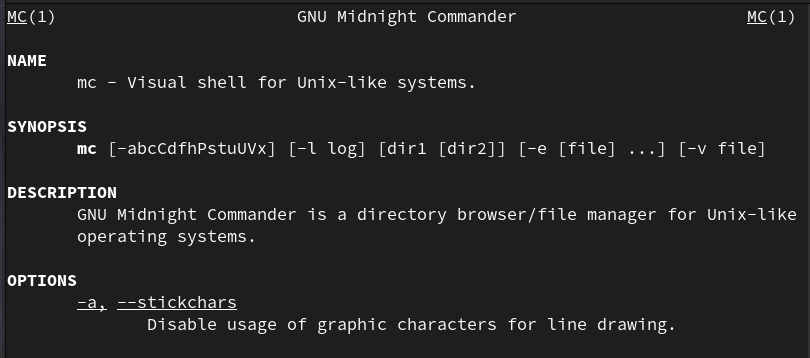 MC(1) GNU Midnight Commander MC(1)
NAME
mc - Visual shell for Unix-like systems.
SYNOPSIS
mc [-abcCdfhPstuUVx] [-l log] [dir1 [dir2]] [-e [file] ...] [-v file]
DESCRIPTION
GNU Midnight Commander is a directory browser/file manager for Unix-like
operating systems.
OPTIONS
-a, --stickchars
Disable usage of graphic characters for line drawing.